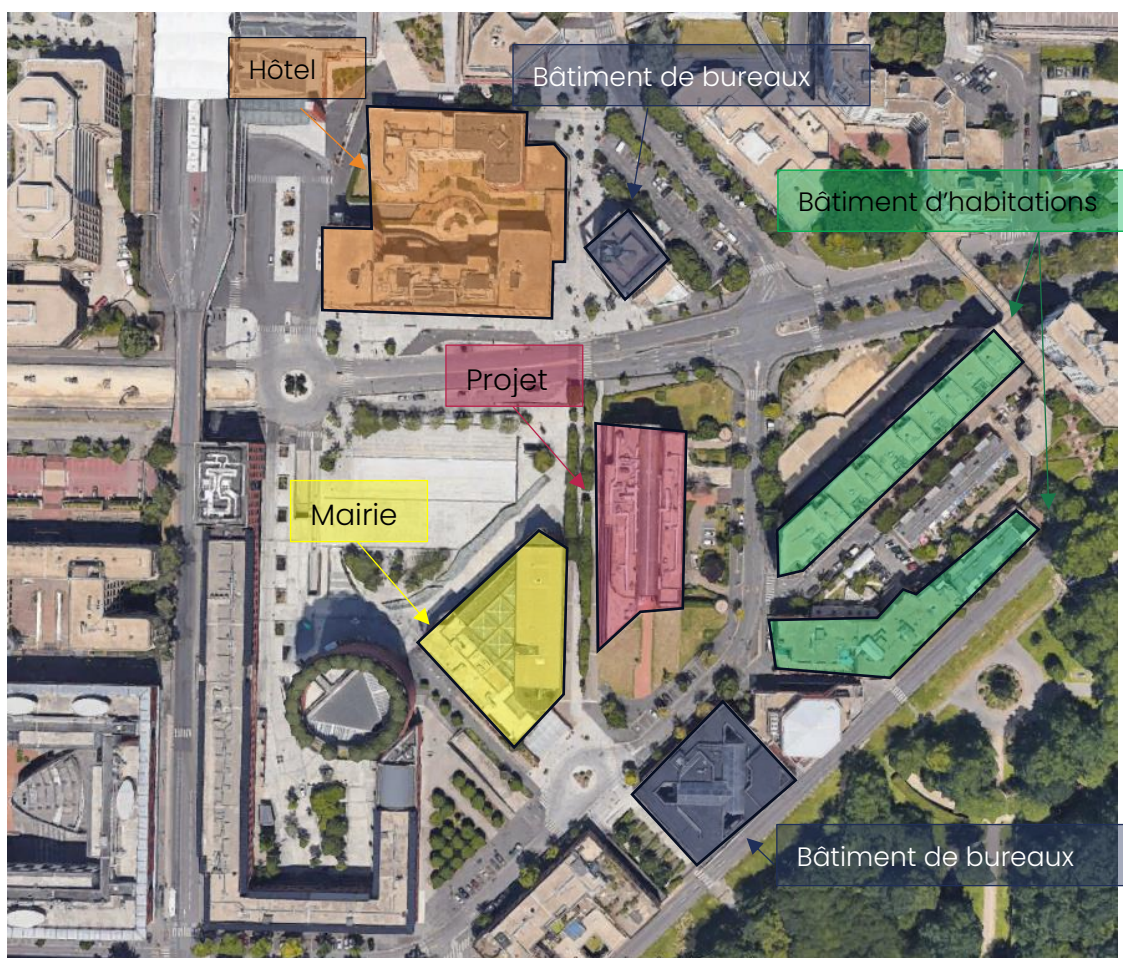 Hôtel
Bâtiment de bureaux
Bâtiment d’habitations
Projet
Mairie
Bâtiment de bureaux